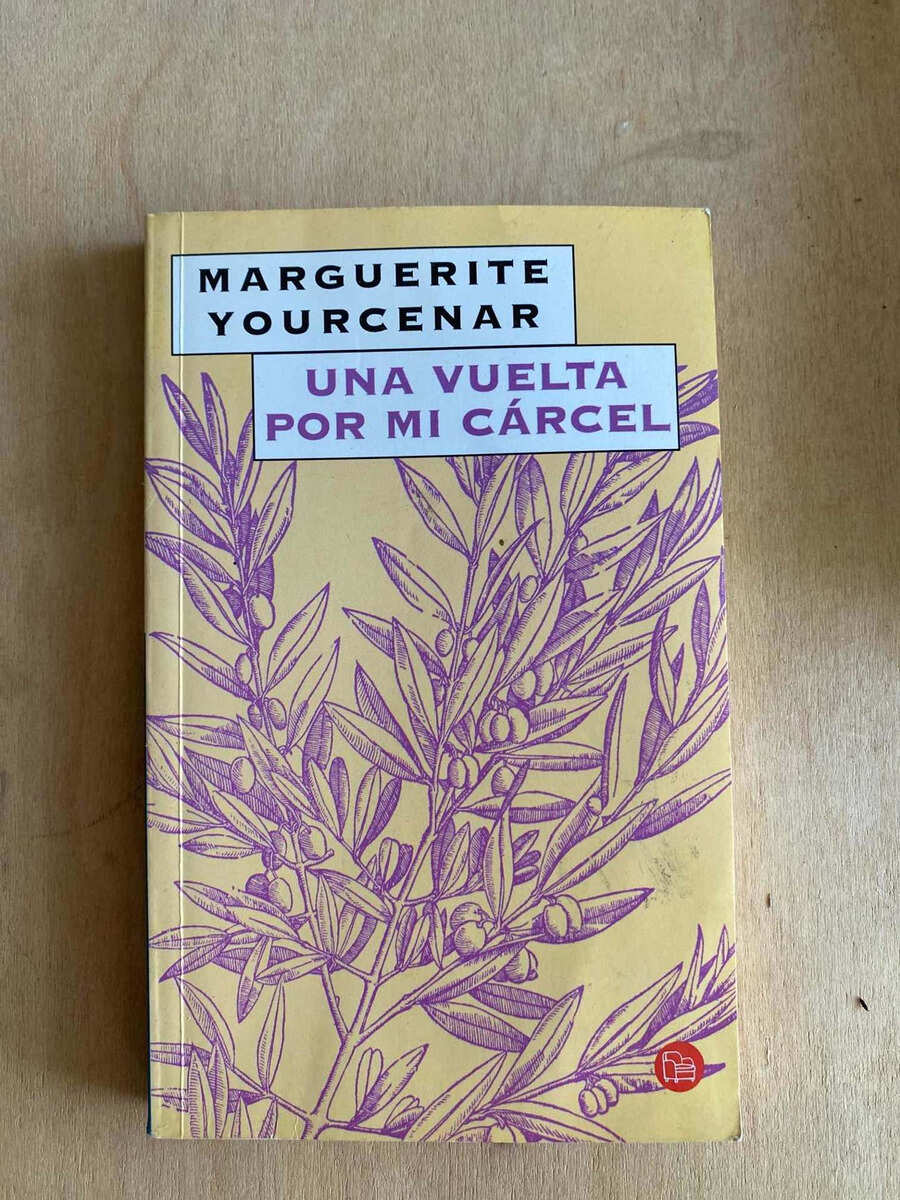 MARGUERITE
YOURCENAR
UNA VUELTA
POR MI CÁRCEL